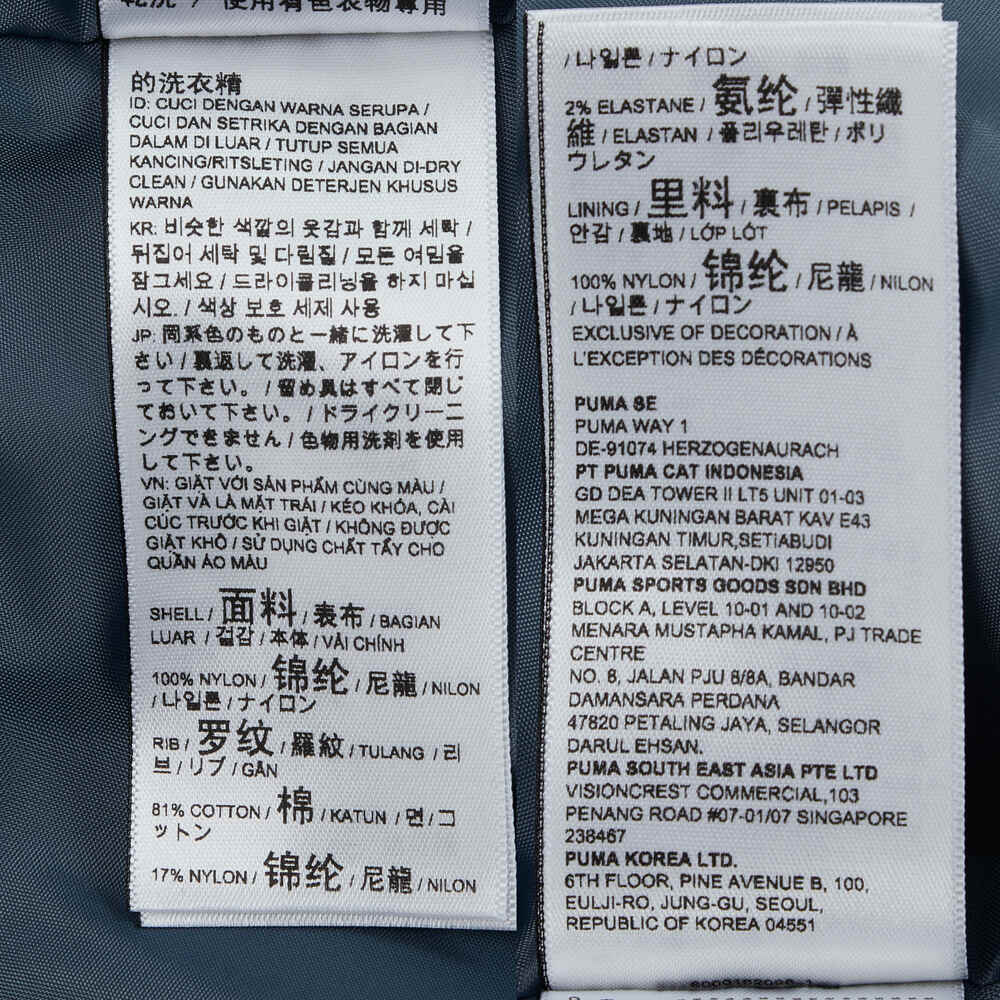 乾洗 / 使用有色衣物專用
的洗衣精
ID: CUCI DENGAN WARNA SERUPA /
CUCI DAN SETRIKA DENGAN BAGIAN
DALAM DI LUAR / TUTUP SEMUA
KANCING/RITSLETING / JANGAN DI-DRY
CLEAN / GUNAKAN DETERJEN KHUSUS
WARNA
KR: 비슷한 색깔의 옷감과 함께 세탁 /
뒤집어 세탁 및 다림질 / 모든 여밈을
잠그세요 / 드라이클리닝을 하지 마십
시오. / 색상 보호 세제 사용
JP: 同系色のものと一緒に洗濯して下
さい / 裏返して洗濯、アイロンを行
って下さい。 / 留め具はすべて閉じ
ておいて下さい。 / ドライクリーニ
ングできません / 色物用洗剤を使用
して下さい。
VN: GIẶT VỚI SẢN PHẨM CÙNG MÀU /
GIẶT VÀ LÀ MẶT TRÁI / KÉO KHÓA, CÀI
CÚC TRƯỚC KHI GIẶT / KHÔNG ĐƯỢC
GIẶT KHÔ / SỬ DỤNG CHẤT TẨY CHO
QUẦN ÁO MÀU
SHELL / 面料 / 表布 / BAGIAN
LUAR / 겉감 / 本体 / VẢI CHÍNH
100% NYLON / 锦纶 / 尼龍 / NILON
/ 나일론 / ナイロン
RIB / 罗纹 / 羅紋 / TULANG / 리
브 / リブ / GÂN
81% COTTON / 棉 / KATUN / 면 / コ
ットン
17% NYLON / 锦纶 / 尼龍 / NILON
/ 나일론 / ナイロン
2% ELASTANE / 氨纶 / 彈性纖
維 / ELASTAN / 폴리우레탄 / ポリ
ウレタン
LINING / 里料 / 裏布 / PELAPIS /
안감 / 裏地 / LỚP LÓT
100% NYLON / 锦纶 / 尼龍 / NILON
/ 나일론 / ナイロン
EXCLUSIVE OF DECORATION / À
L'EXCEPTION DES DÉCORATIONS
PUMA SE
PUMA WAY 1
DE-91074 HERZOGENAURACH
PT PUMA CAT INDONESIA
GD DEA TOWER II LT5 UNIT 01-03
MEGA KUNINGAN BARAT KAV E43
KUNINGAN TIMUR,SETIABUDI
JAKARTA SELATAN-DKI 12950
PUMA SPORTS GOODS SDN BHD
BLOCK A, LEVEL 10-01 AND 10-02
MENARA MUSTAPHA KAMAL, PJ TRADE
CENTRE
NO. 8, JALAN PJU 8/8A, BANDAR
DAMANSARA PERDANA
47820 PETALING JAYA, SELANGOR
DARUL EHSAN.
PUMA SOUTH EAST ASIA PTE LTD
VISIONCREST COMMERCIAL,103
PENANG ROAD #07-01/07 SINGAPORE
238467
PUMA KOREA LTD.
6TH FLOOR, PINE AVENUE B, 100,
EULJI-RO, JUNG-GU, SEOUL,
REPUBLIC OF KOREA 04551